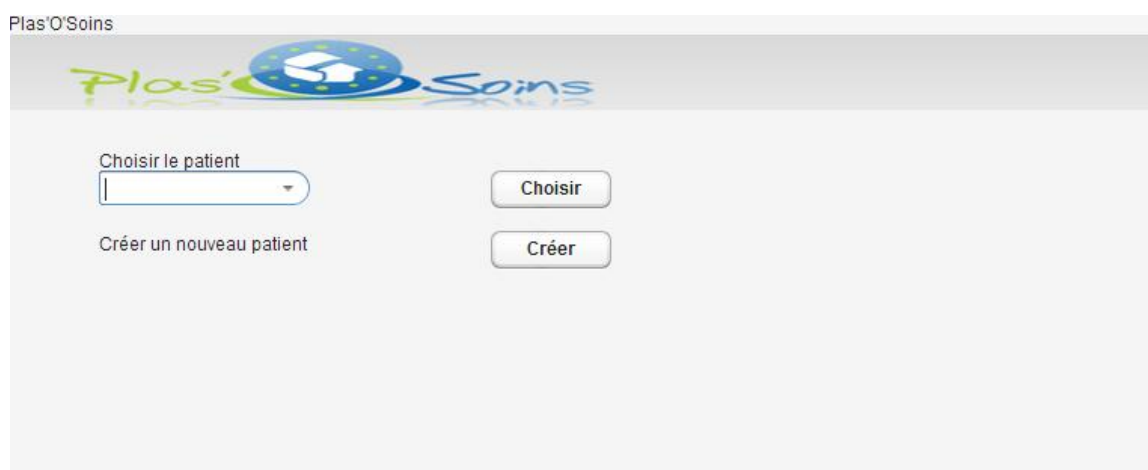 Plas'O'Soins
Plas' Soins
Choisir le patient
Choisir
Créer un nouveau patient
Créer